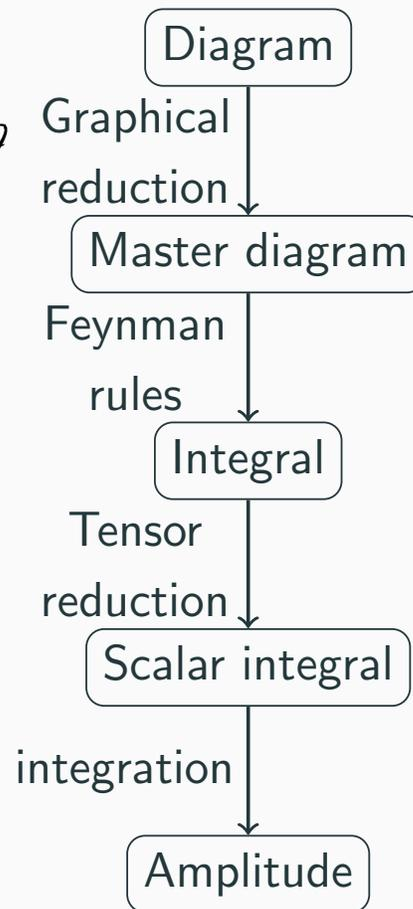 Diagram
Graphical
reduction
Master diagram
Feynman
rules
Integral
Tensor
reduction
Scalar integral
integration
Amplitude